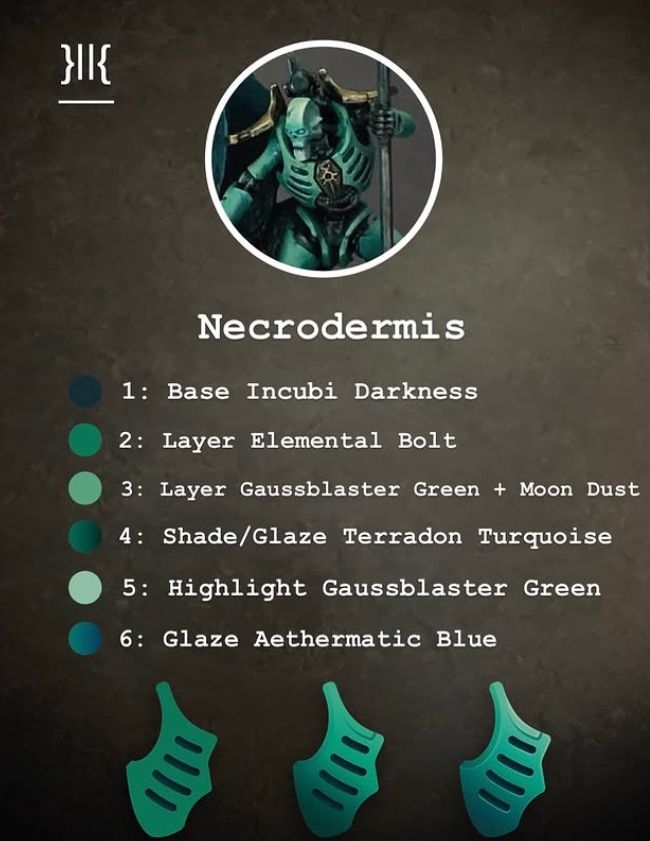 }||{
Necrodermis
1: Base Incubi Darkness
2: Layer Elemental Bolt
3: Layer Gaussblaster Green + Moon Dust
4: Shade/Glaze Terradon Turquoise
5: Highlight Gaussblaster Green
6: Glaze Aethermatic Blue